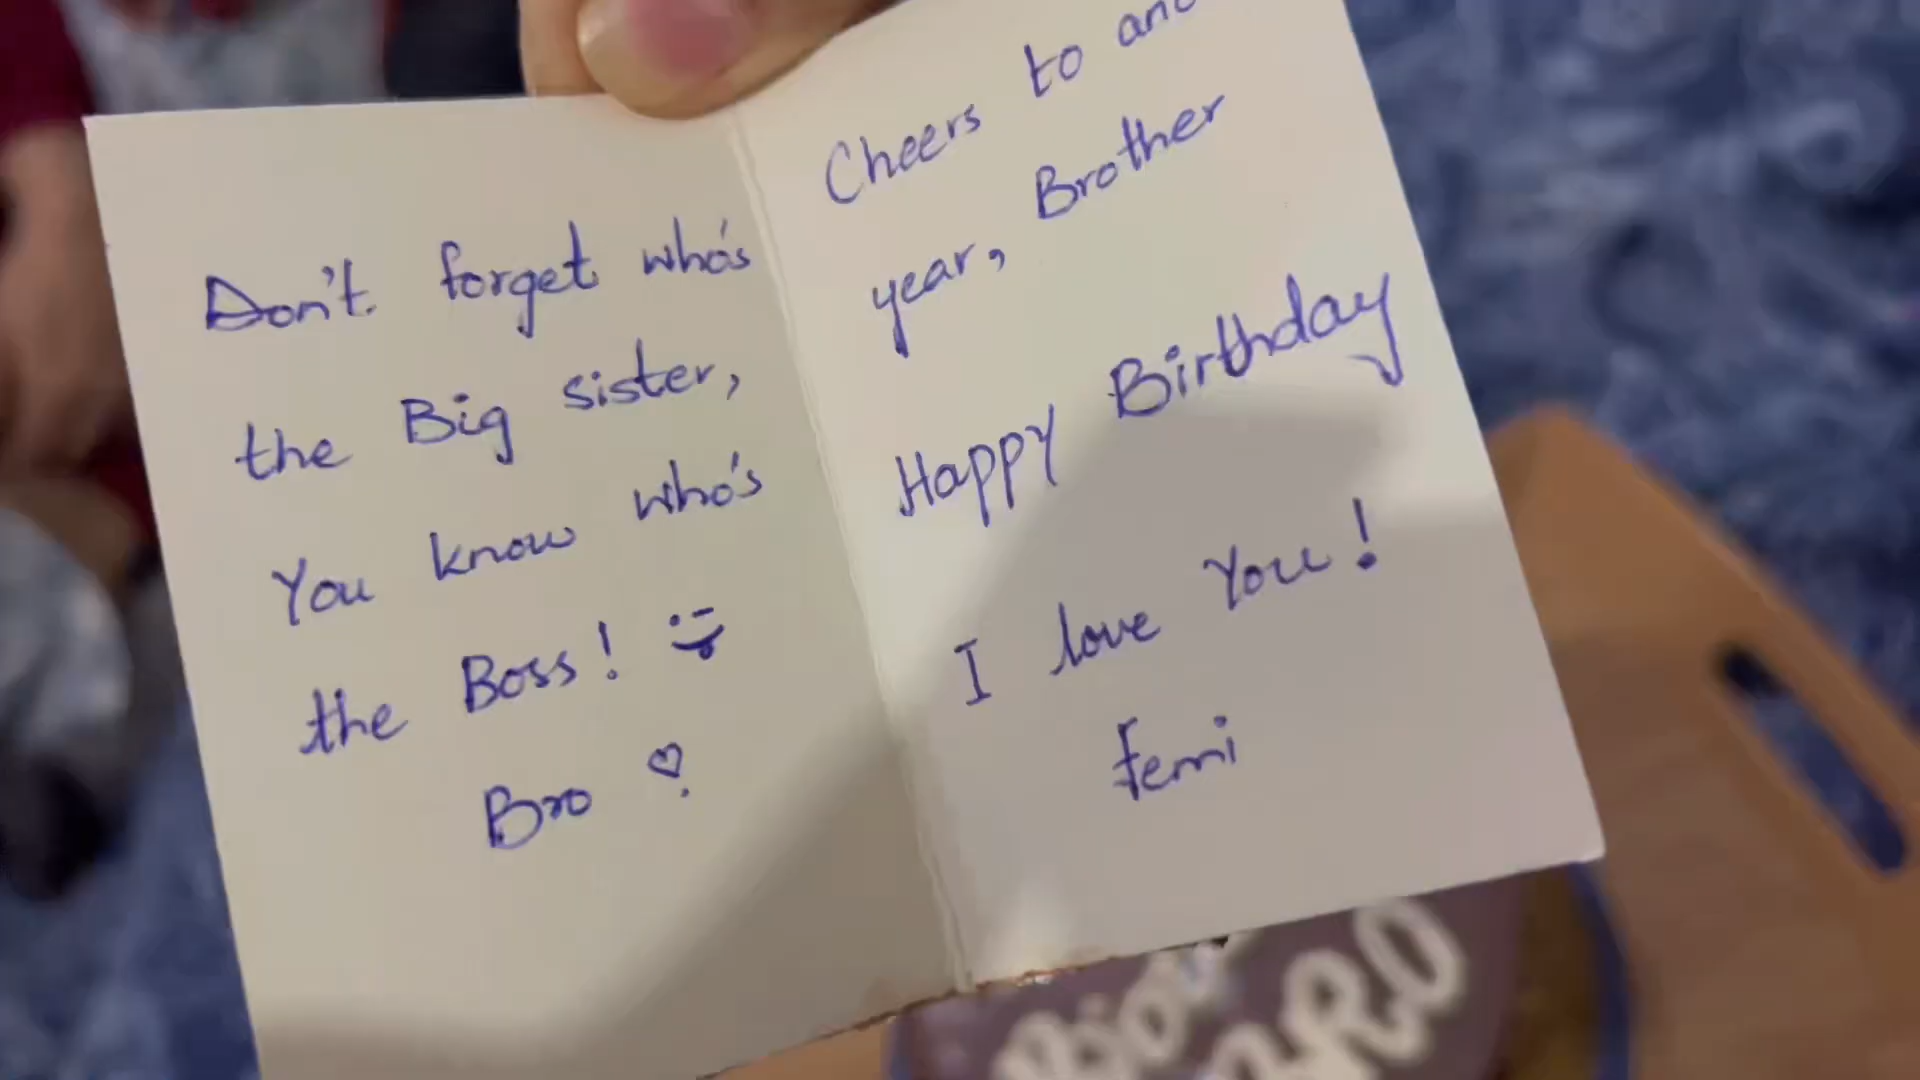 Don't forget who's
the Big sister,
You know who's
the Boss!
Bro
Cheers to
year, Brother
Happy Birthday
I love You!
Femi
BRO